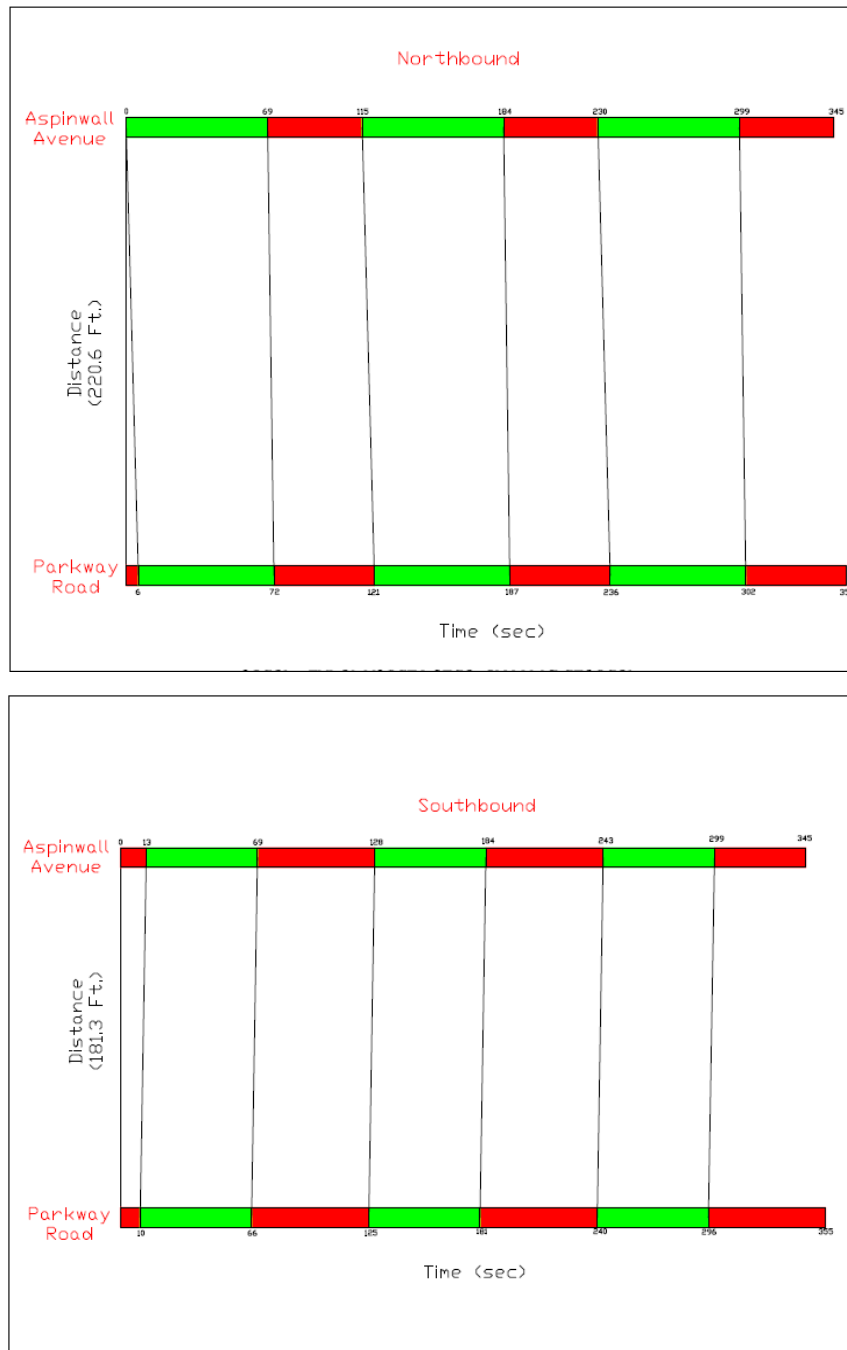 Northbound
0 69 115 184 230 299 345
Aspinwall
Avenue
Distance
(220.6 Ft.)
Parkway
Road
6 72 121 187 236 302
Time (sec)
Southbound
0 13 69 128 184 243 299 345
Aspinwall
Avenue
Distance
(181.3 Ft.)
Parkway
Road
10 66 125 181 240 296 355
Time (sec)